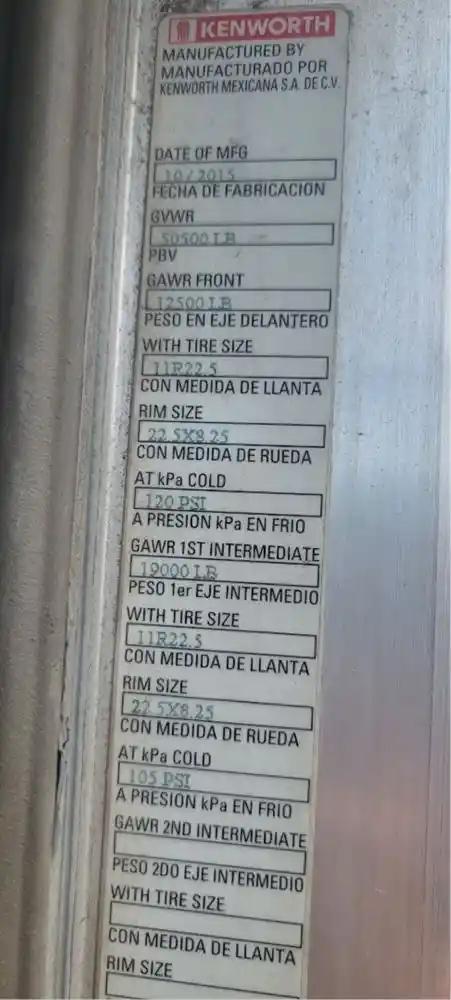 KENWORTH
MANUFACTURED BY
MANUFACTURADO POR
KENWORTH MEXICANA S.A. DE C.V.
DATE OF MFG
10/2015
FECHA DE FABRICACION
GVWR
50500 LB
PBV
GAWR FRONT
12500 LB
PESO EN EJE DELANTERO
WITH TIRE SIZE
11R22.5
CON MEDIDA DE LLANTA
RIM SIZE
22.5X8.25
CON MEDIDA DE RUEDA
AT kPa COLD
120 PSI
A PRESION kPa EN FRIO
GAWR 1ST INTERMEDIATE
19000 LB
PESO 1er EJE INTERMEDIO
WITH TIRE SIZE
11R22.5
CON MEDIDA DE LLANTA
RIM SIZE
22.5X8.25
CON MEDIDA DE RUEDA
AT kPa COLD
105 PSI
A PRESION kPa EN FRIO
GAWR 2ND INTERMEDIATE
PESO 2DO EJE INTERMEDIO
WITH TIRE SIZE
CON MEDIDA DE LLANTA
RIM SIZE